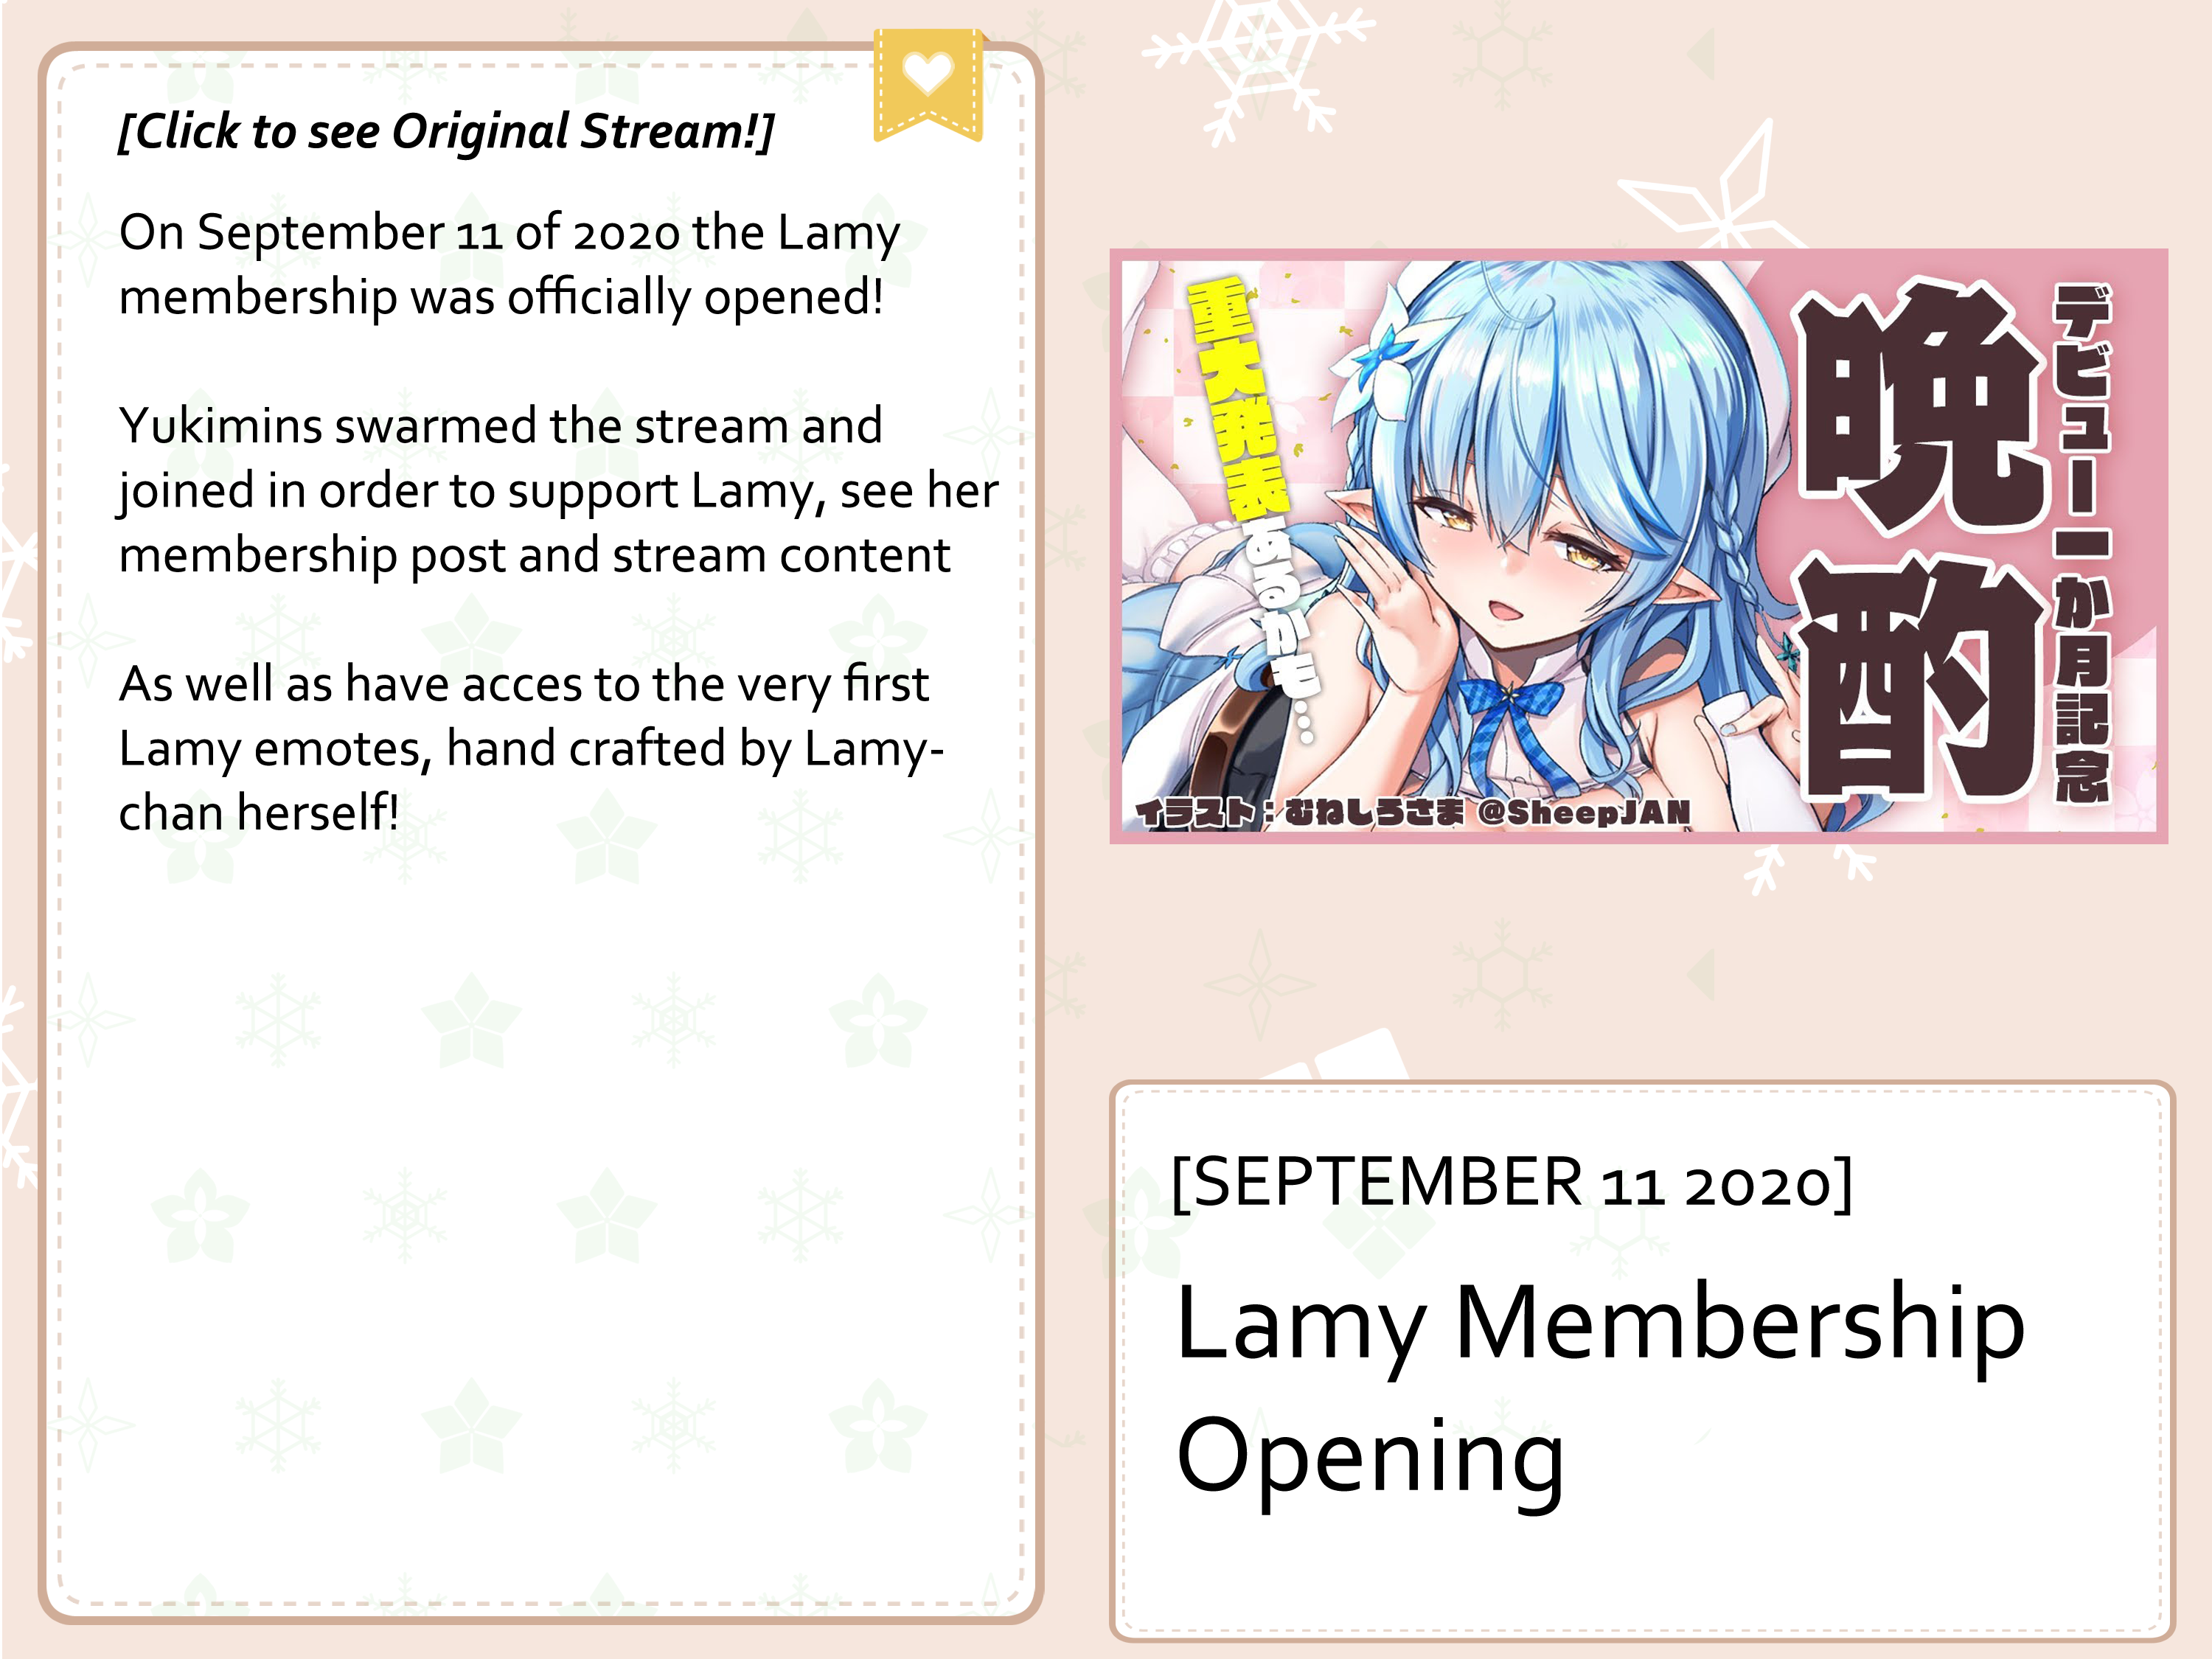 [Click to see Original Stream!]
On September 11 of 2020 the Lamy
membership was officially opened!
Yukimins swarmed the stream and
joined in order to support Lamy, see her
membership post and stream content
As well as have acces to the very first
Lamy emotes, hand crafted by Lamy-
chan herself!
デビュー一か月記念
晩酌
重大発表
はいるかも…
イラスト：むねしろさま @SheepJAN
[SEPTEMBER 11 2020]
Lamy Membership
Opening